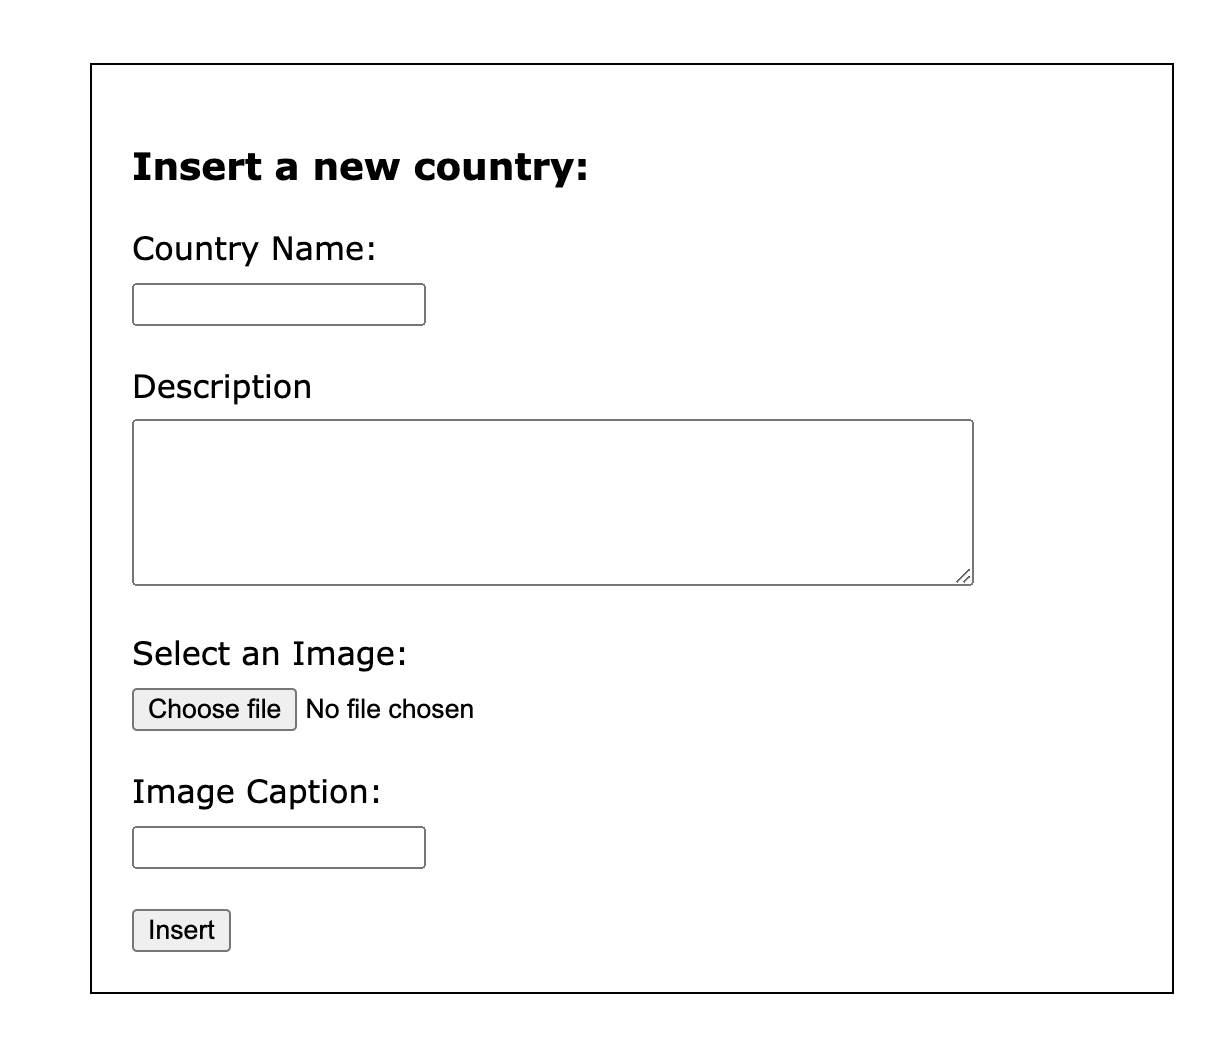 Insert a new country:
Country Name:
Description
Select an Image:
Choose file No file chosen
Image Caption:
Insert